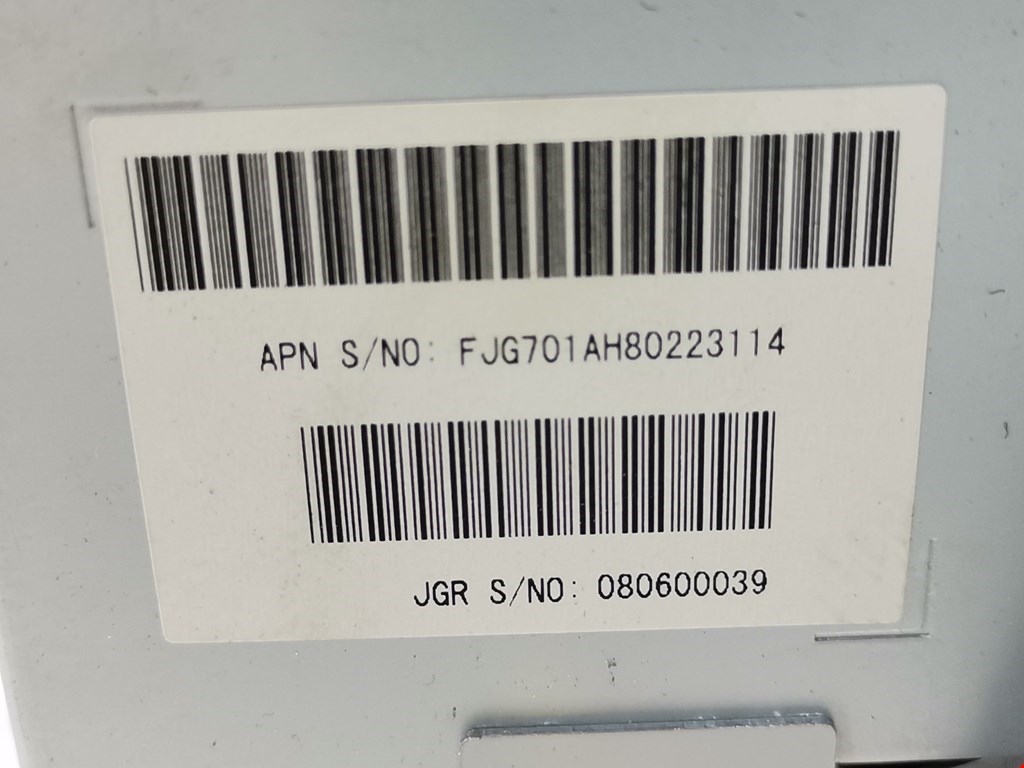 APN S/NO: FJG701AH80223114
JGR S/NO: 080600039